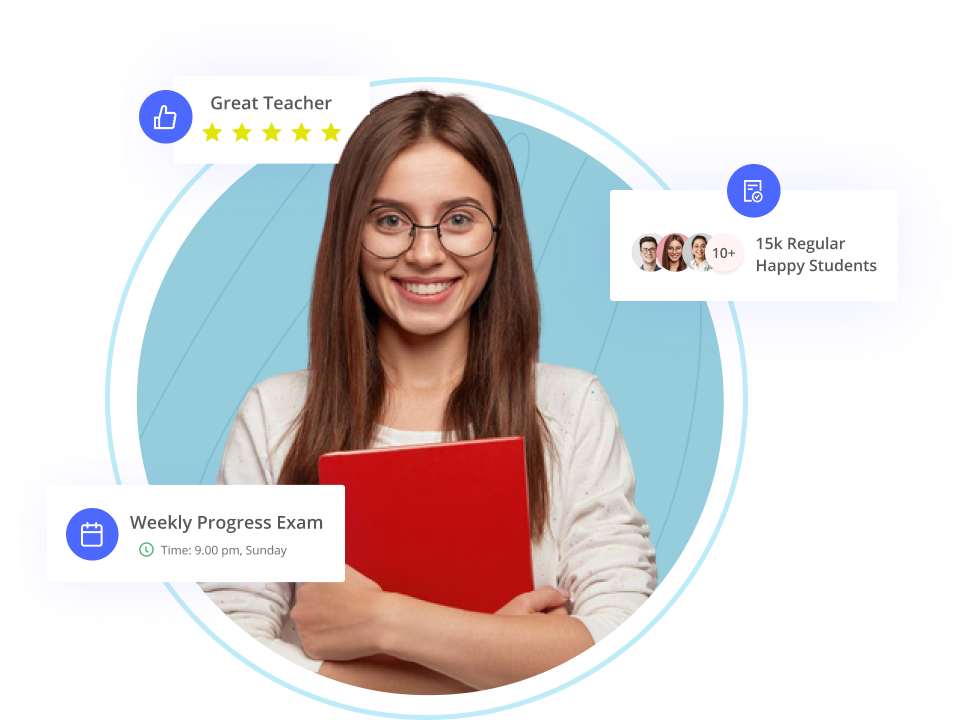 Great Teacher
10+
15k Regular
Happy Students
Weekly Progress Exam
Time: 9.00 pm, Sunday